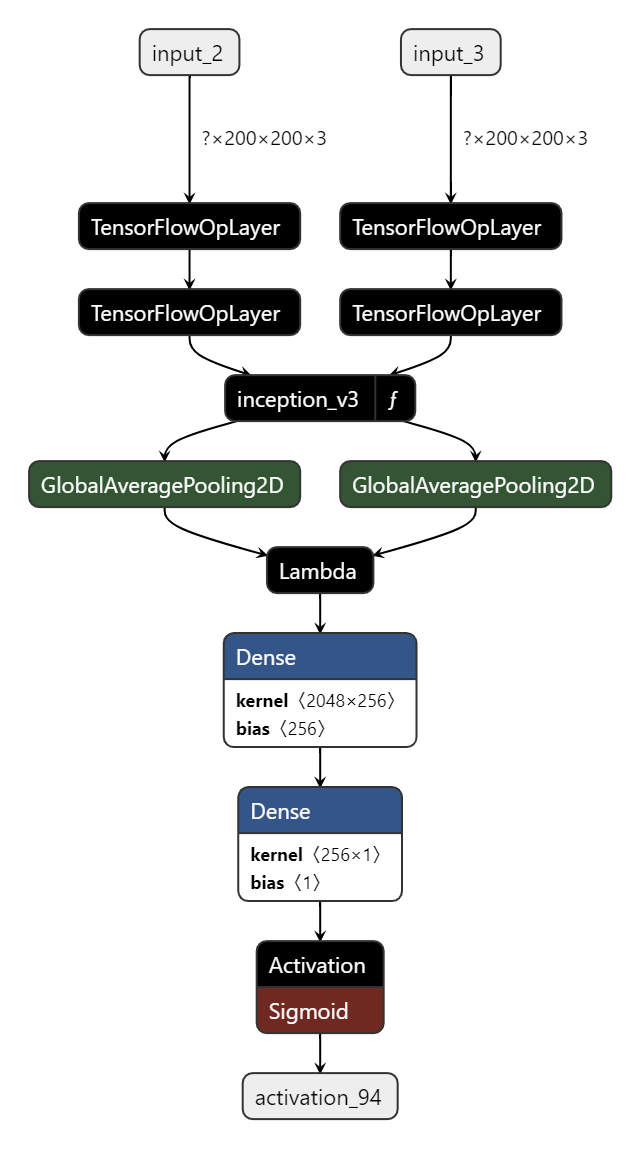 input_2
input_3
?×200×200×3
?×200×200×3
TensorFlowOpLayer
TensorFlowOpLayer
TensorFlowOpLayer
TensorFlowOpLayer
inception_v3 ƒ
GlobalAveragePooling2D
GlobalAveragePooling2D
Lambda
Dense
kernel〈2048×256〉
bias〈256〉
Dense
kernel〈256×1〉
bias〈1〉
Activation
Sigmoid
activation_94